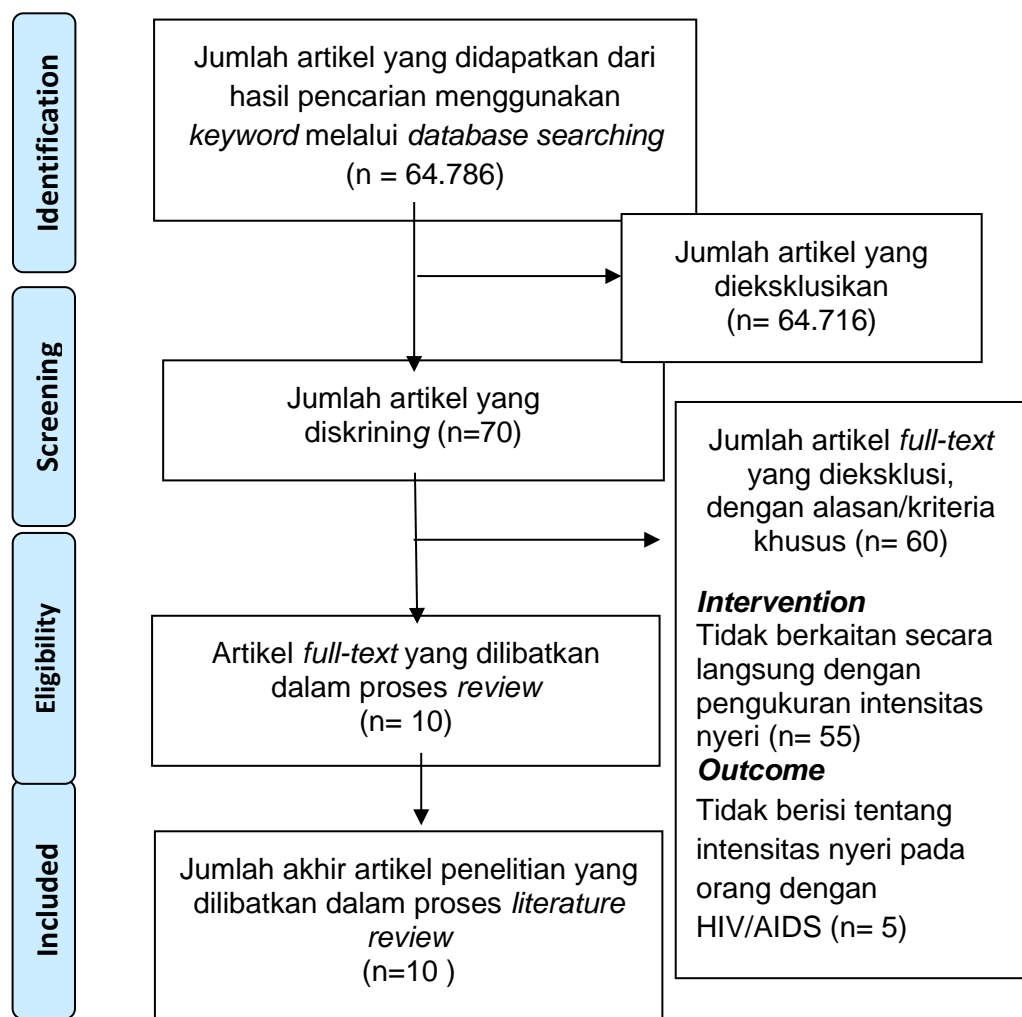 Identification
Jumlah artikel yang didapatkan dari
hasil pencarian menggunakan
keyword melalui database searching
(n = 64.786)
Jumlah artikel yang
dieksklusikan
(n= 64.716)
Screening
Jumlah artikel yang
diskrining (n=70)
Jumlah artikel full-text
yang dieksklusi,
dengan alasan/kriteria
khusus (n= 60)
Intervention
Tidak berkaitan secara
langsung dengan
pengukuran intensitas
nyeri (n= 55)
Outcome
Tidak berisi tentang
intensitas nyeri pada
orang dengan
HIV/AIDS (n= 5)
Eligibility
Artikel full-text yang dilibatkan
dalam proses review
(n= 10)
Included
Jumlah akhir artikel penelitian yang
dilibatkan dalam proses literature
review
(n=10 )